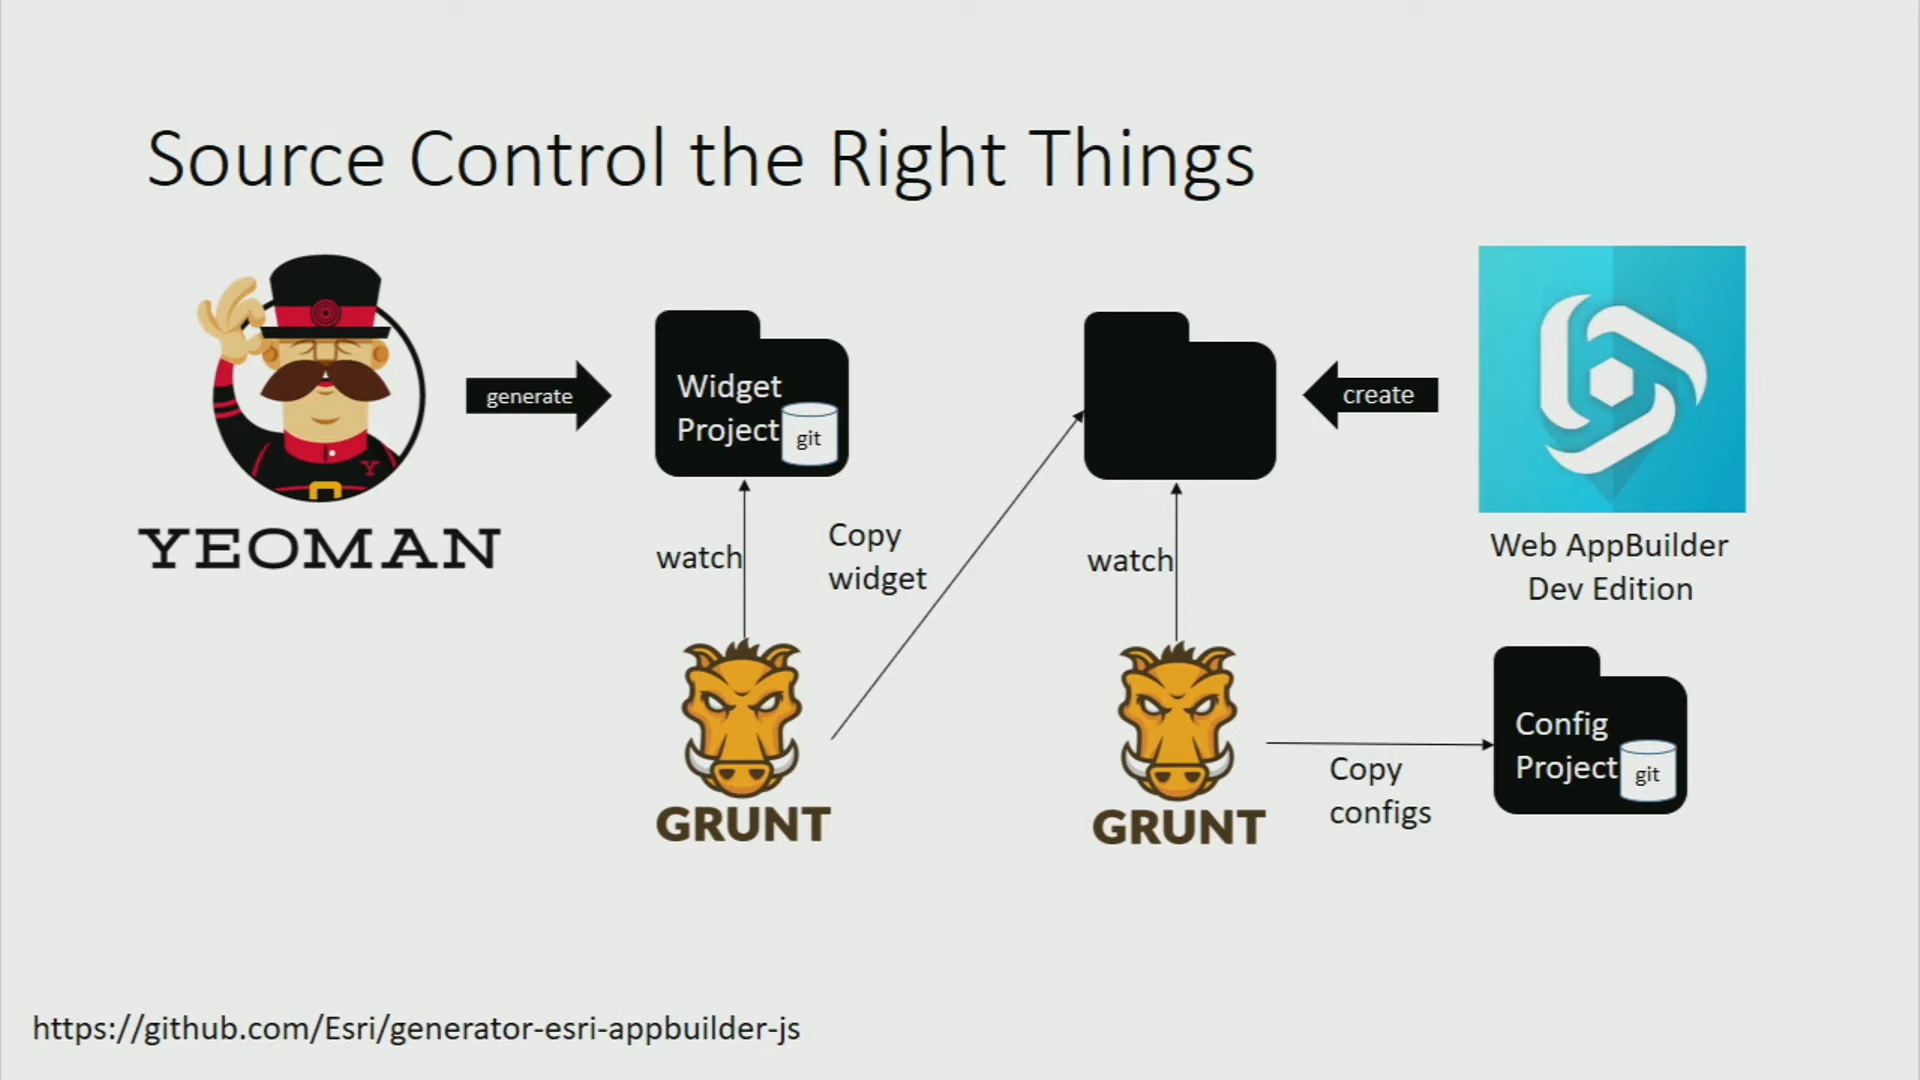 Source Control the Right Things
YEOMAN
generate
Widget
Project
git
watch
GRUNT
Copy
widget
create
Web AppBuilder
Dev Edition
watch
GRUNT
Copy
configs
Config
Project
git
https://github.com/Esri/generator-esri-appbuilder-js